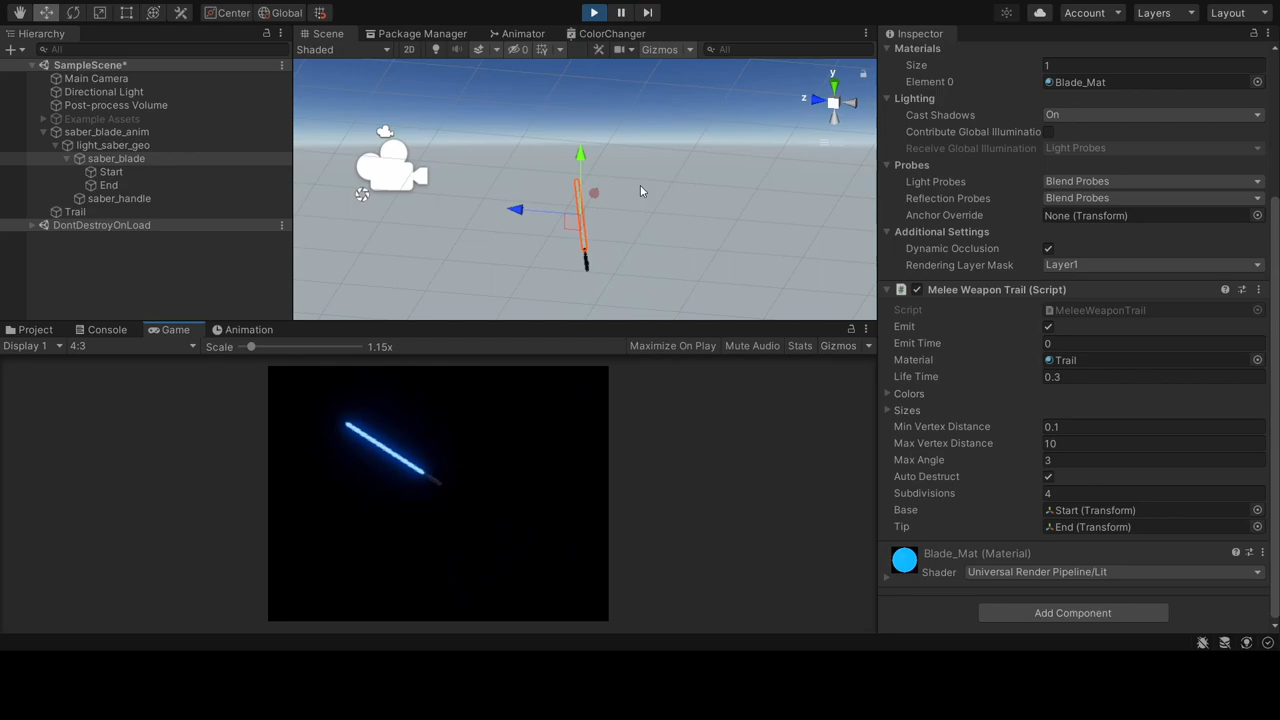 Center
Global
Account
Layers
Layout
Hierarchy
All
SampleScene*
Main Camera
Directional Light
Post-process Volume
Example Assets
saber_blade_anim
light_saber_geo
saber_blade
Start
End
saber_handle
Trail
DontDestroyOnLoad
Scene
Package Manager
Animator
ColorChanger
Shaded
2D
0
Gizmos
All
y
z
Project
Console
Game
Animation
Display 1
4:3
Scale
1.15x
Maximize On Play
Mute Audio
Stats
Gizmos
Inspector
Materials
Size
1
Element 0
Blade_Mat
Lighting
Cast Shadows
On
Contribute Global Illuminatio
Receive Global Illumination
Light Probes
Probes
Light Probes
Blend Probes
Reflection Probes
Blend Probes
Anchor Override
None (Transform)
Additional Settings
Dynamic Occlusion
Rendering Layer Mask
Layer1
Melee Weapon Trail (Script)
Script
MeleeWeaponTrail
Emit
Emit Time
0
Material
Trail
Life Time
0.3
Colors
Sizes
Min Vertex Distance
0.1
Max Vertex Distance
10
Max Angle
3
Auto Destruct
Subdivisions
4
Base
Start (Transform)
Tip
End (Transform)
Blade_Mat (Material)
Shader
Universal Render Pipeline/Lit
Add Component